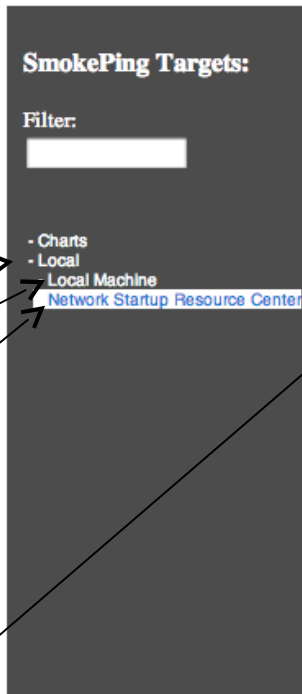 SmokePing Targets:
Filter:
- Charts
- Local
- Local Machine
Network Startup Resource Center